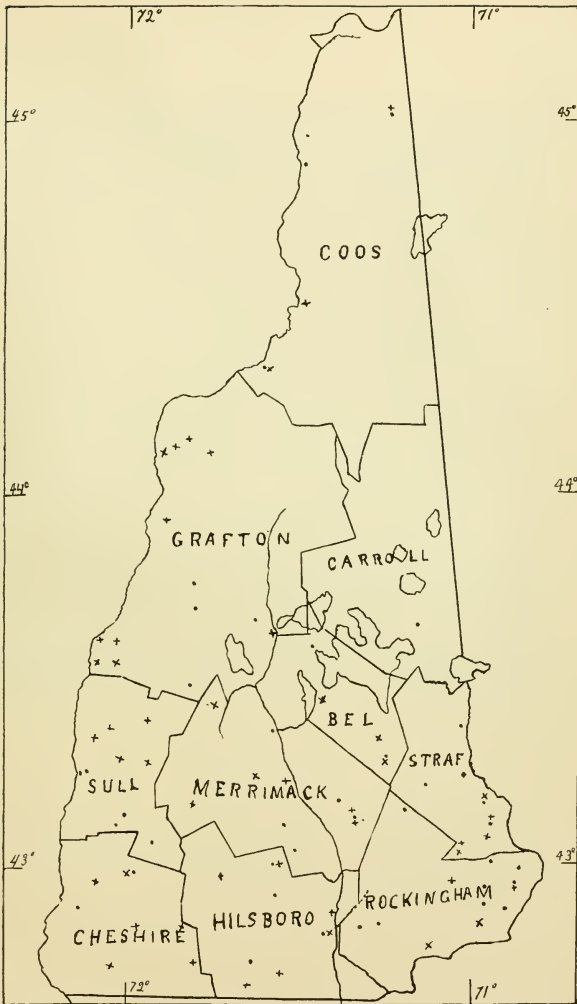 72° 71°
45° 45°
COOS
44° 44°
GRAFTON
CARROLL
BEL
STRAF
SULL
MERRIMACK
43° 43°
ROCKINGHAM
HILSBORO
CHESHIRE
72° 71°